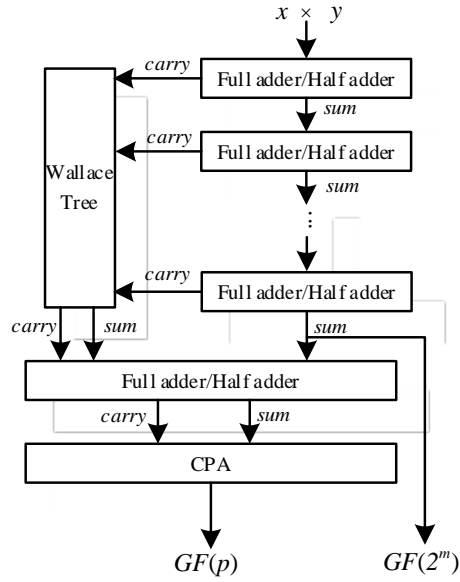 x × y
carry
Full adder/Half adder
sum
carry
Full adder/Half adder
Wallace
Tree
sum
...
carry
Full adder/Half adder
carry
sum
sum
Full adder/Half adder
carry
sum
CPA
GF(p)
GF(2^m)